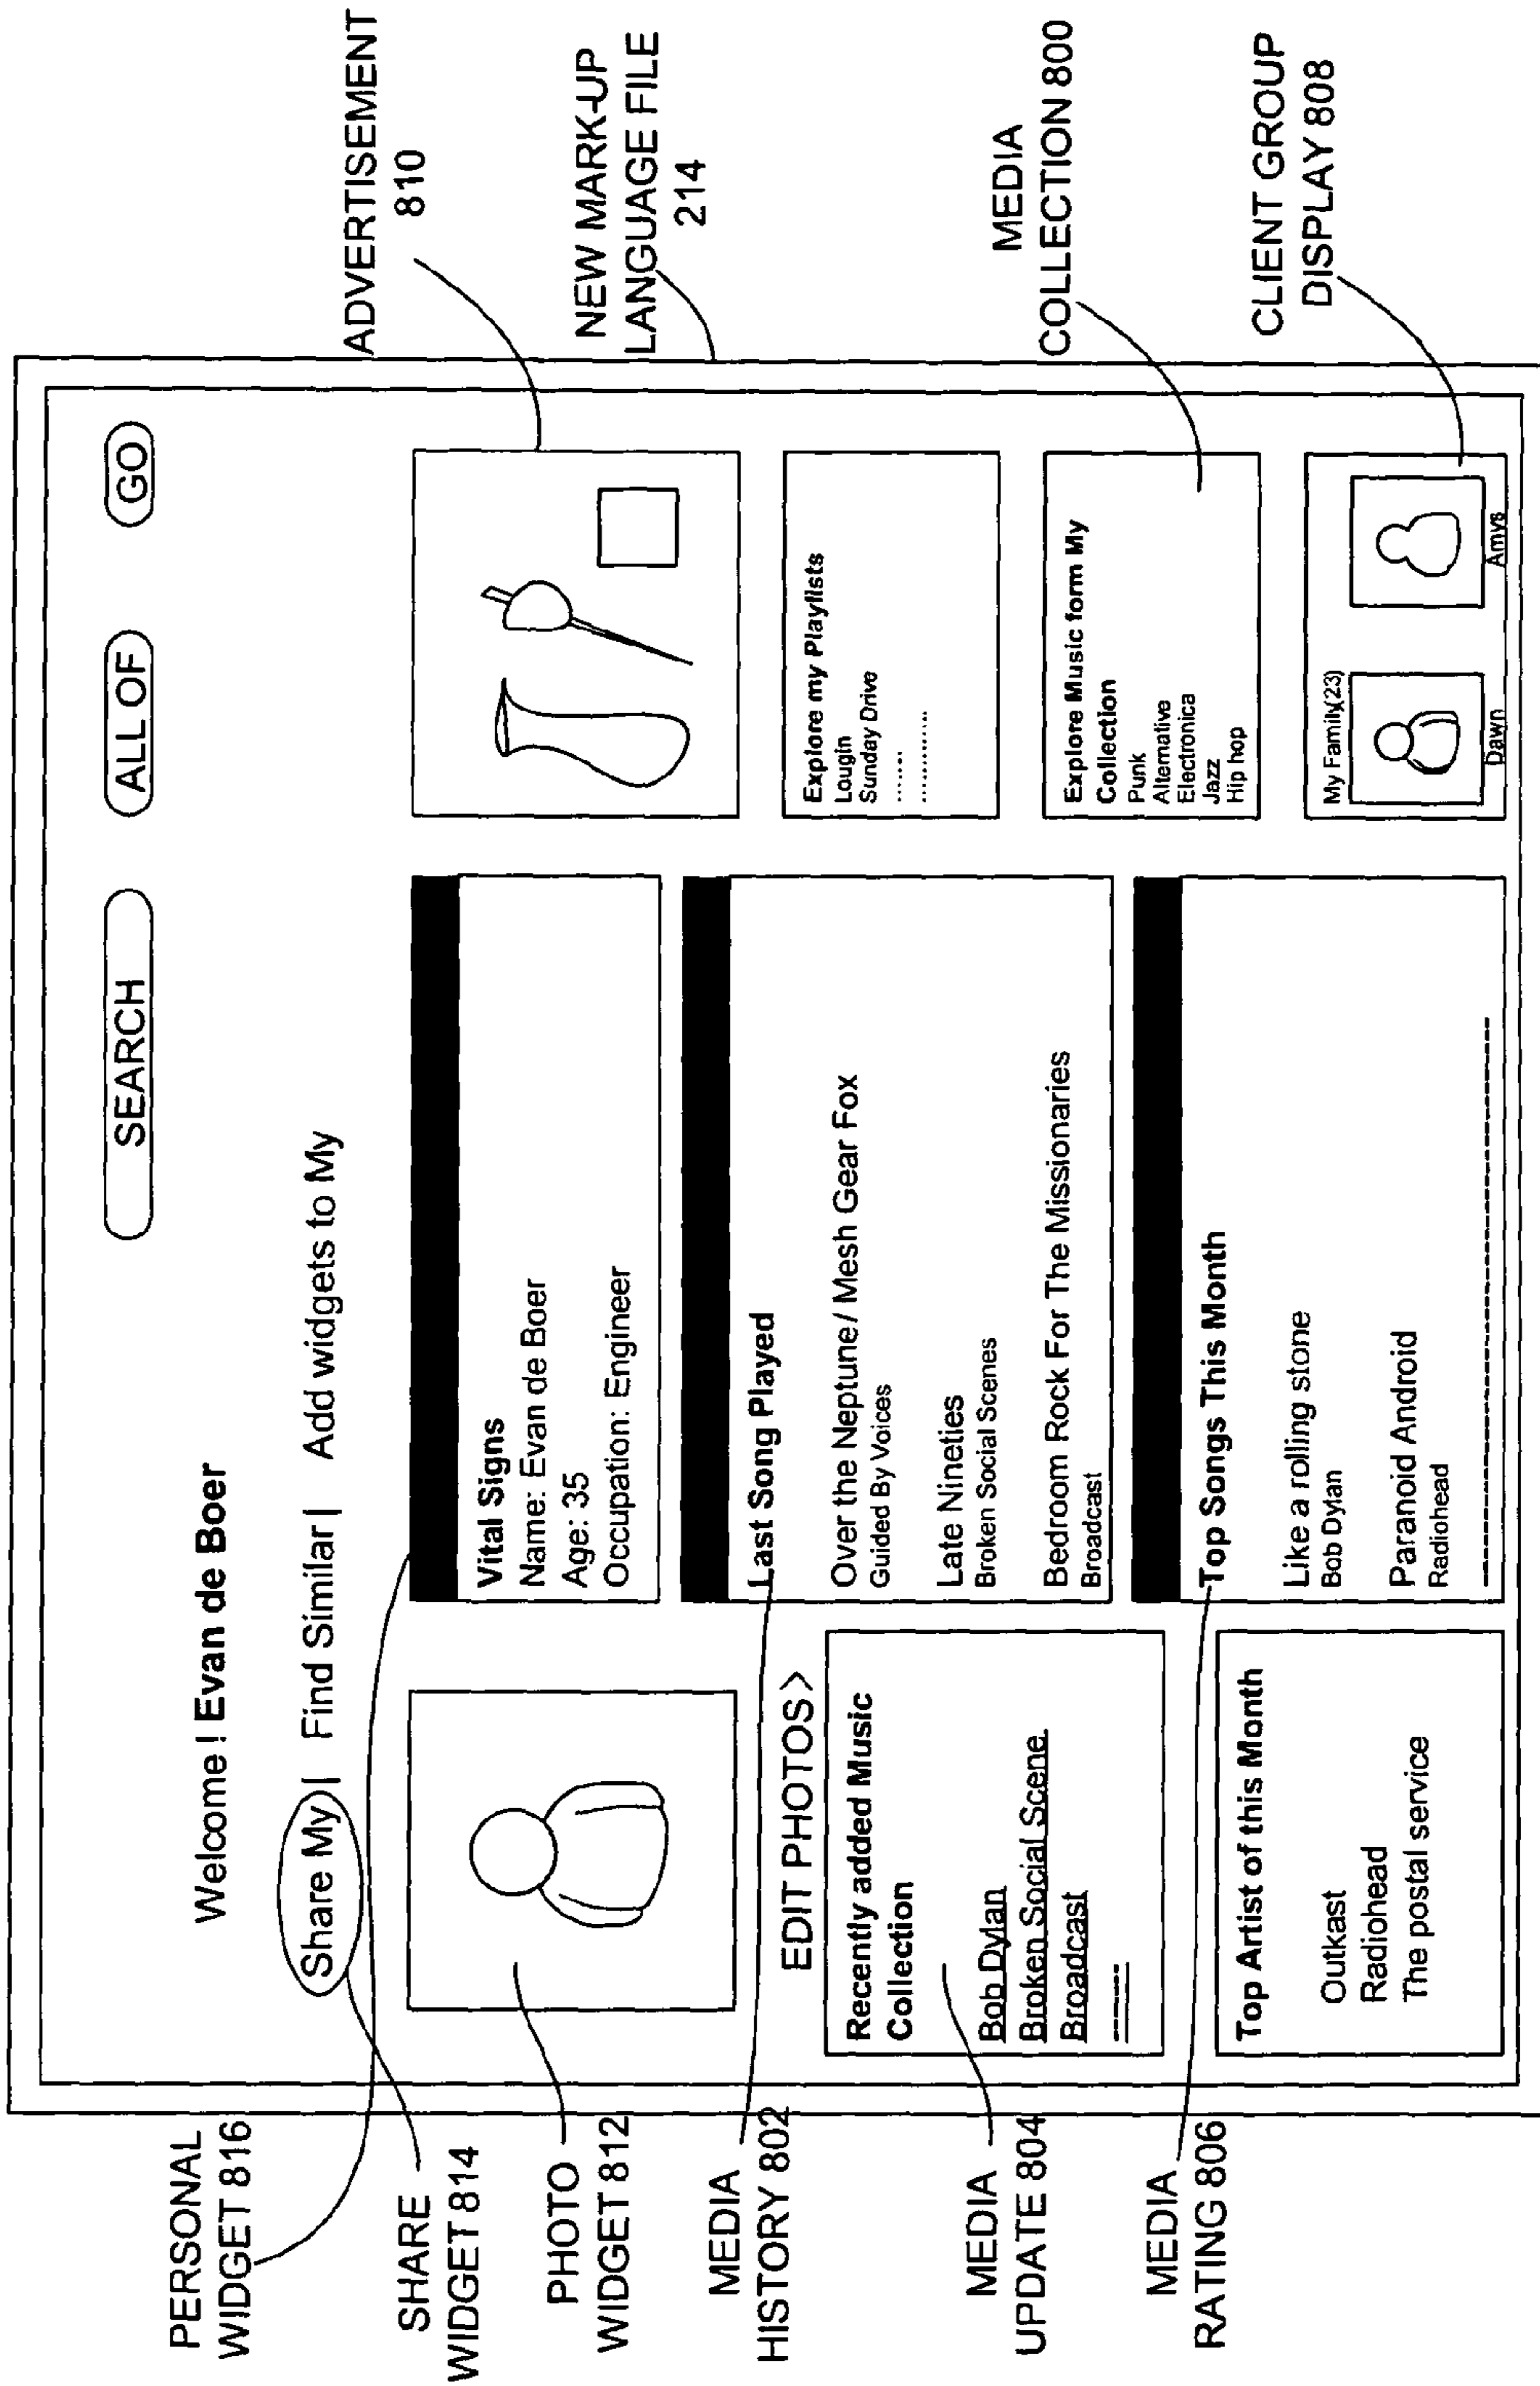 SEARCH
ALL OF
GO
Welcome! Evan de Boer
Share My| Find Similar| Add widgets to My
PERSONAL
WIDGET 816
SHARE
WIDGET 814
PHOTO
WIDGET 812
MEDIA
HISTORY 802
MEDIA
UPDATE 804
MEDIA
RATING 806
EDIT PHOTOS>
Recently added Music
Collection
Bob Dylan
Broken Social Scene
Broadcast
Top Artist of this Month
Outkast
Radiohead
The postal service
Vital Signs
Name: Evan de Boer
Age: 35
Occupation: Engineer
Last Song Played
Over the Neptune/ Mesh Gear Fox
Guided By Voices
Late Nineties
Broken Social Scenes
Bedroom Rock For The Missionaries
Broadcast
Top Songs This Month
Like a rolling stone
Bob Dylan
Paranoid Android
Radiohead
Explore my Playlists
Lougin
Sunday Drive
.......
............
Explore Music form My
Collection
Punk
Alternative
Electronica
Jazz
Hip hop
My Family(23)
Dawn
Amys
ADVERTISEMENT
810
NEW MARK-UP
LANGUAGE FILE
214
MEDIA
COLLECTION 800
CLIENT GROUP
DISPLAY 808